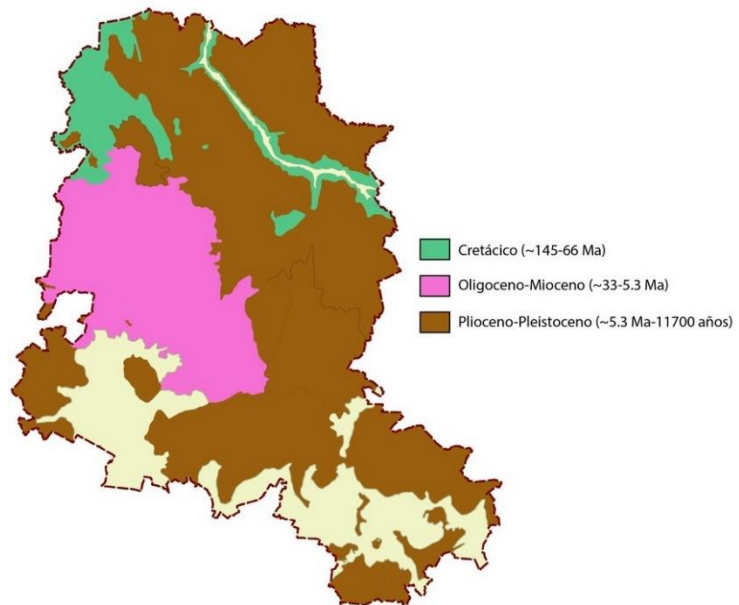 Cretácico (~145-66 Ma)
Oligoceno-Mioceno (~33-5.3 Ma)
Plioceno-Pleistoceno (~5.3 Ma-11700 años)